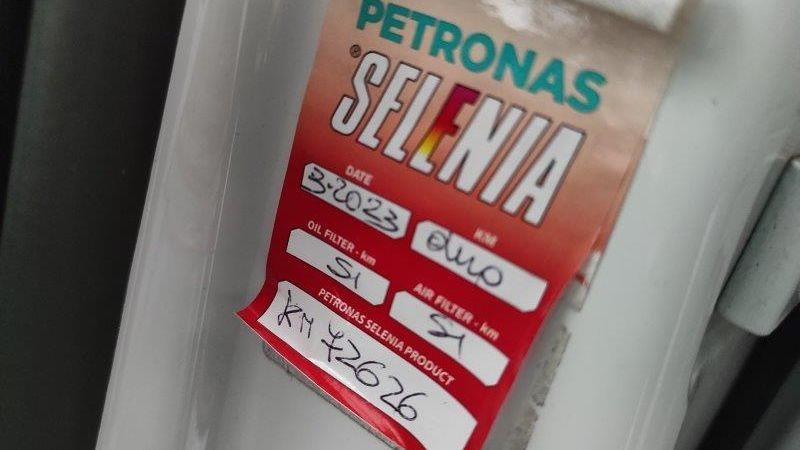 PETRONAS
® SELENIA
DATE
KM
3-2023
OIL FILTER - km
AIR FILTER - km
SI
SI
PETRONAS SELENIA PRODUCT
KM 72626